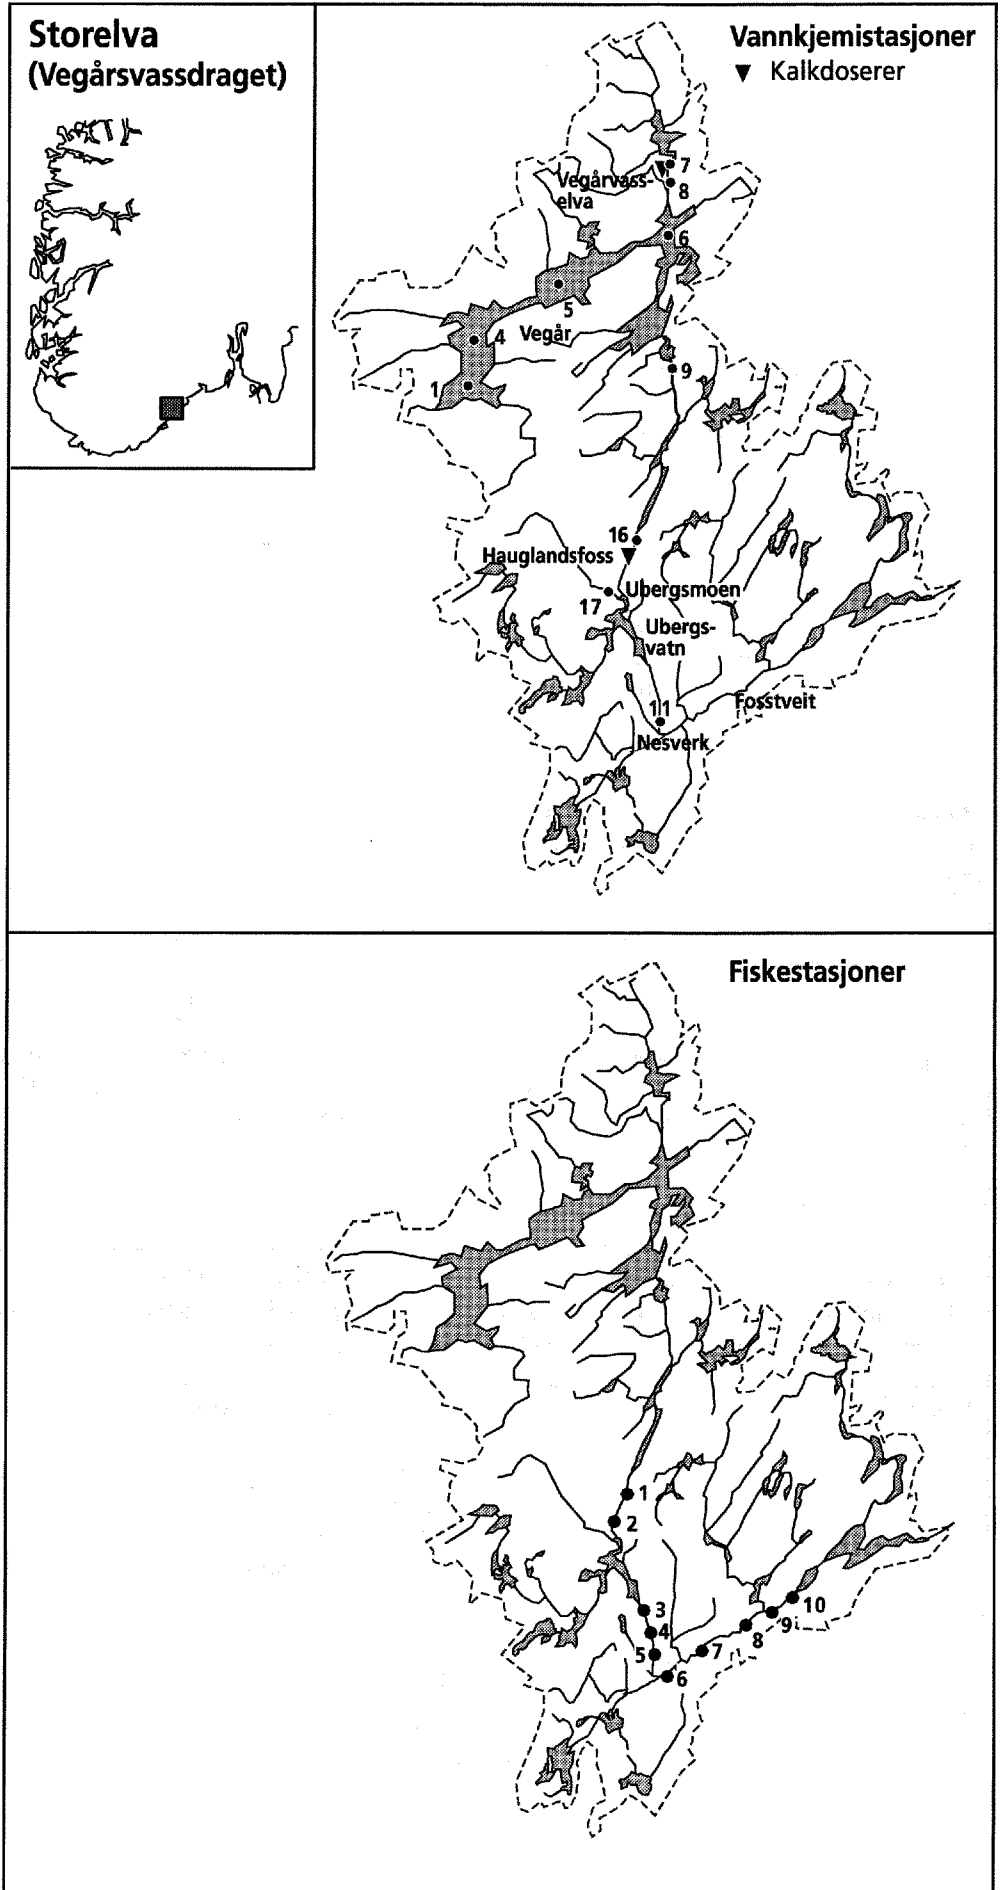 Storelva
(Vegårsvassdraget)
Vannkjemistasjoner
▼ Kalkdoserer
7
Vegårvass-
elva
8
6
5
4
Vegår
1
9
16
Hauglandsfoss
17
Ubergsmoen
Ubergs-
vatn
11
Fosstveit
Nesverk
Fiskestasjoner
1
2
3
4
5
6
7
8
9
10